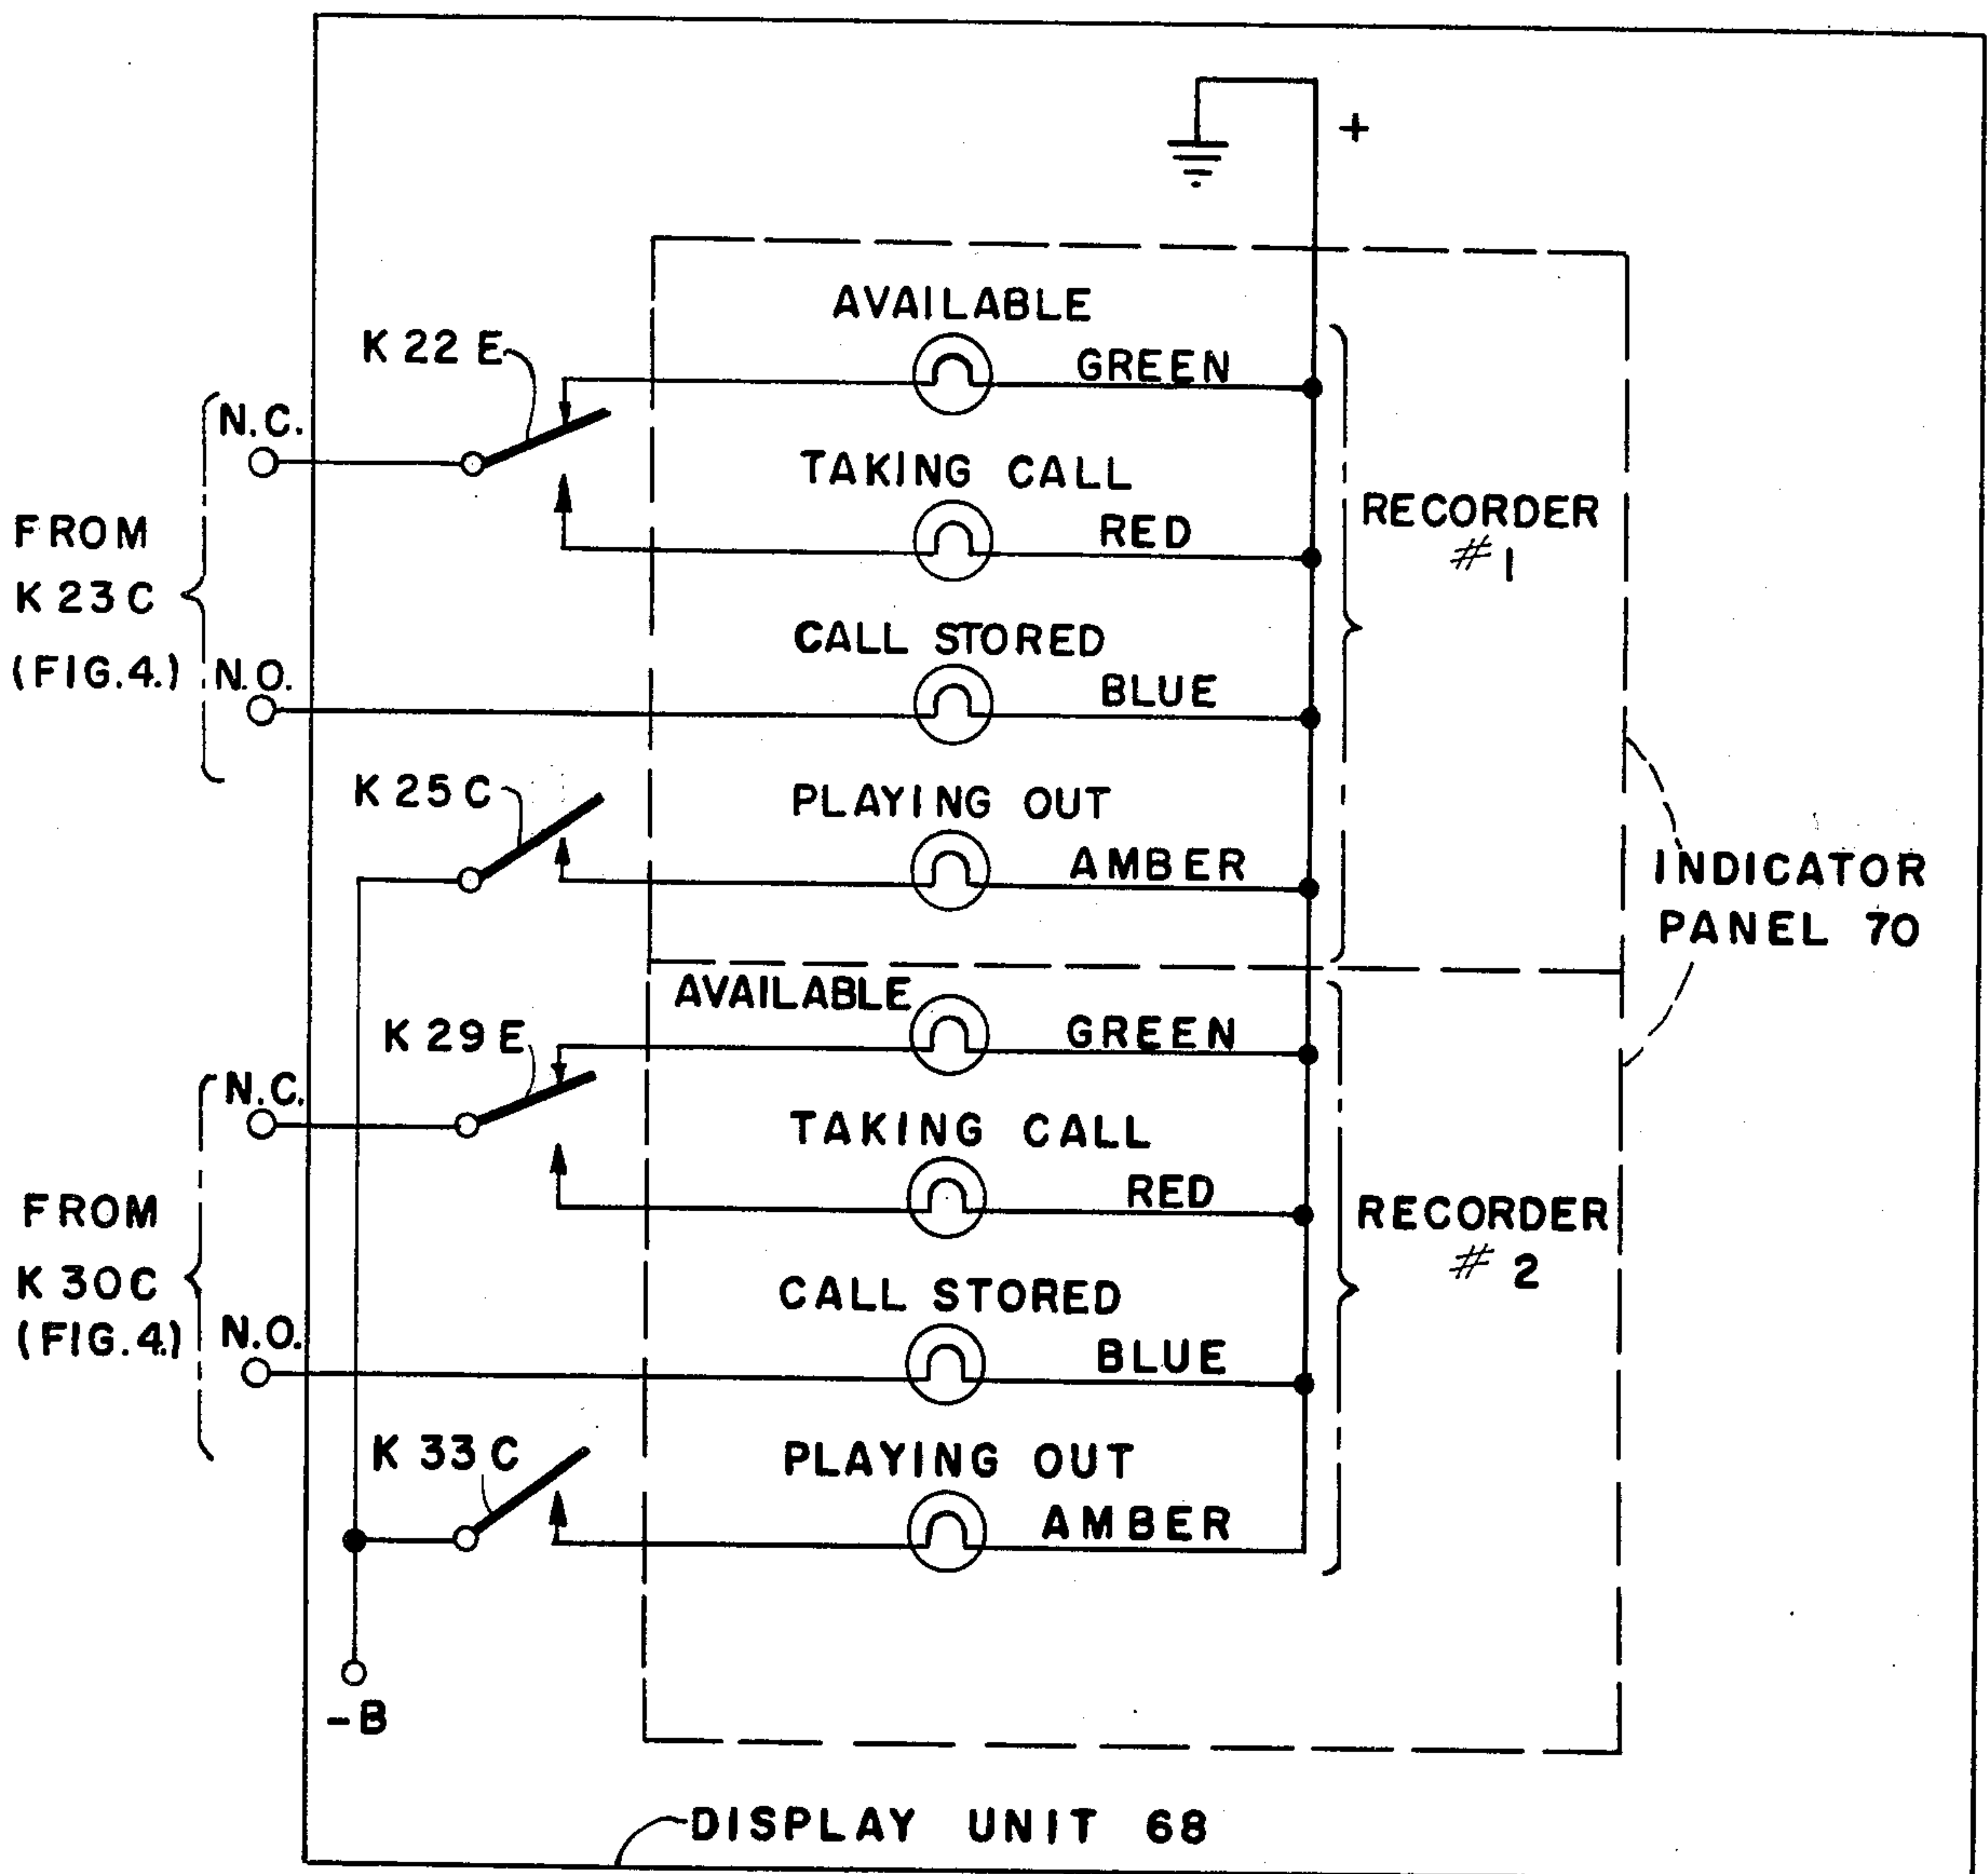 +
AVAILABLE
K 22 E
GREEN
N.C.
TAKING CALL
RED
RECORDER
#1
FROM
K 23 C
(FIG.4.)
CALL STORED
N.O.
BLUE
K 25 C
PLAYING OUT
AMBER
INDICATOR
PANEL 70
AVAILABLE
K 29 E
GREEN
N.C.
TAKING CALL
RED
RECORDER
# 2
FROM
K 30 C
(FIG.4.)
CALL STORED
N.O.
BLUE
K 33 C
PLAYING OUT
AMBER
-B
DISPLAY UNIT 68